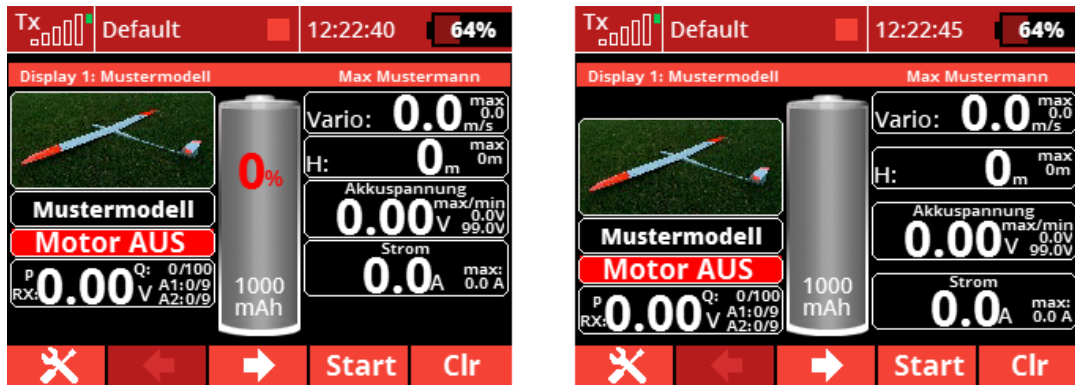 Tx Default 12:22:40 64%
Display 1: Mustermodell Max Mustermann
Vario: 0.0 max 0.0 m/s
H: 0 m max 0m
0%
Akkuspannung
0.00 V max/min 0.0V 99.0V
Mustermodell
Motor AUS
Strom
0.0 A max: 0.0 A
P RX: 0.00 V Q: 0/100 A1:0/9 A2:0/9
1000 mAh
Start Clr
Tx Default 12:22:45 64%
Display 1: Mustermodell Max Mustermann
Vario: 0.0 max 0.0 m/s
H: 0 m max 0m
Akkuspannung
0.00 V max/min 0.0V 99.0V
Mustermodell
Motor AUS
Strom
0.0 A max: 0.0 A
P RX: 0.00 V Q: 0/100 A1:0/9 A2:0/9
1000 mAh
Start Clr